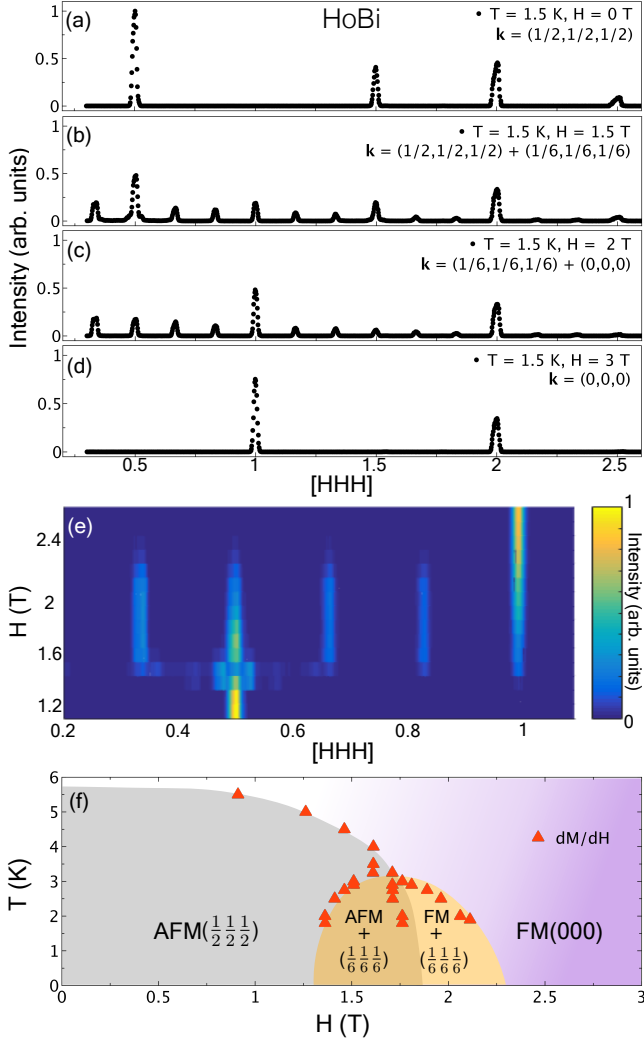 HoBi
(a)
T = 1.5 K, H = 0 T
k = (1/2,1/2,1/2)
1
0.5
0
(b)
T = 1.5 K, H = 1.5 T
k = (1/2,1/2,1/2) + (1/6,1/6,1/6)
1
0.5
0
(c)
T = 1.5 K, H = 2 T
k = (1/6,1/6,1/6) + (0,0,0)
1
0.5
0
(d)
T = 1.5 K, H = 3 T
k = (0,0,0)
1
0.5
0
Intensity (arb. units)
0.5 1 1.5 2 2.5
[HHH]
(e)
2.4
2
1.6
1.2
H (T)
0.2 0.4 0.6 0.8 1
[HHH]
1
0
Intensity (arb. units)
(f)
6
5
4
3
2
1
0
T (K)
dM/dH
AFM(1/2 1/2 1/2)
AFM
+
(1/6 1/6 1/6)
FM
+
(1/6 1/6 1/6)
FM(000)
0 0.5 1 1.5 2 2.5 3
H (T)